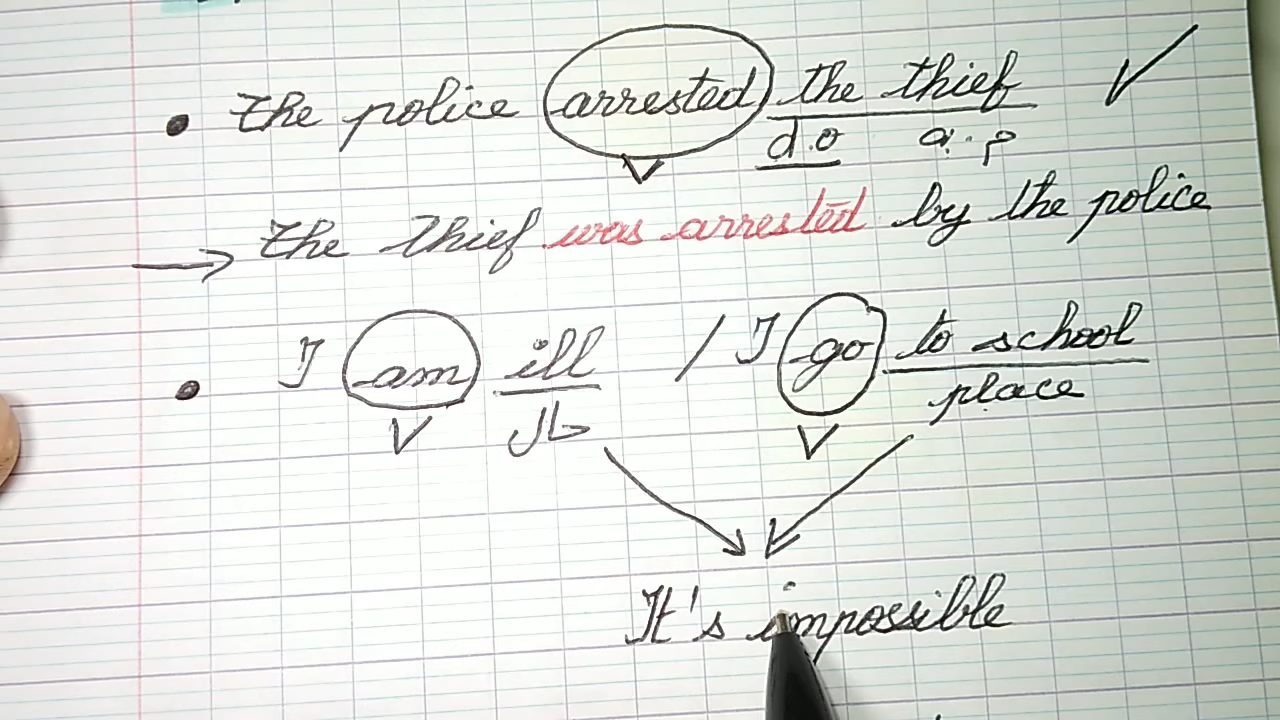 • The police arrested the thief ✓
V d.o a.p
→ The thief was arrested by the police
• I am ill / I go to school
V حال V place
It's impossible